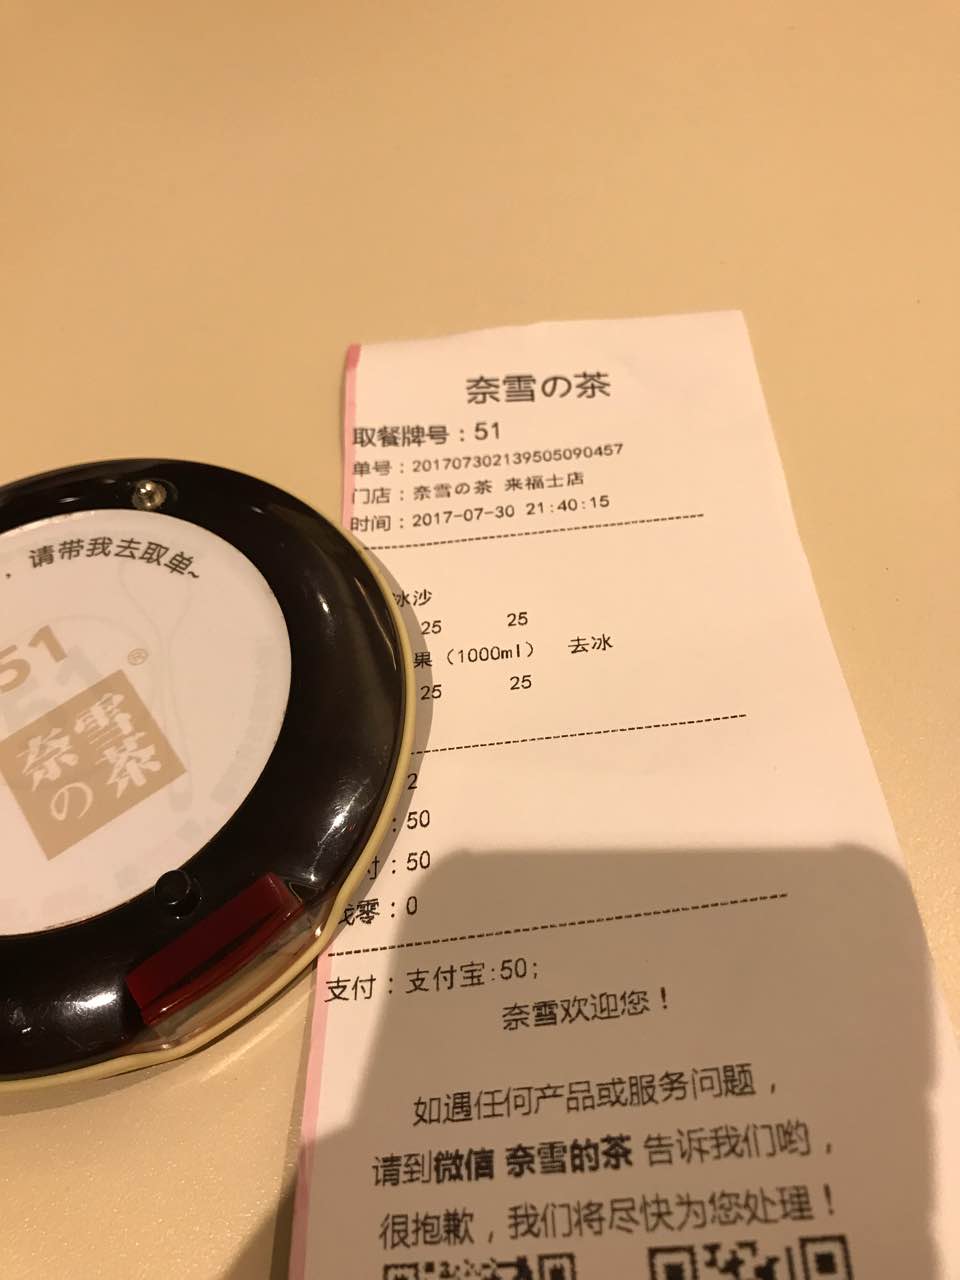 奈雪の茶
取餐牌号：51
单号：201707302139505090457
门店：奈雪の茶 来福士店
时间：2017-07-30 21:40:15
冰沙
25 25
果（1000ml） 去冰
25 25
2
：50
付：50
找零：0
支付：支付宝:50;
奈雪欢迎您！
如遇任何产品或服务问题，
请到微信 奈雪的茶 告诉我们哟，
很抱歉，我们将尽快为您处理！
，请带我去取单~
51
®
奈雪
の茶